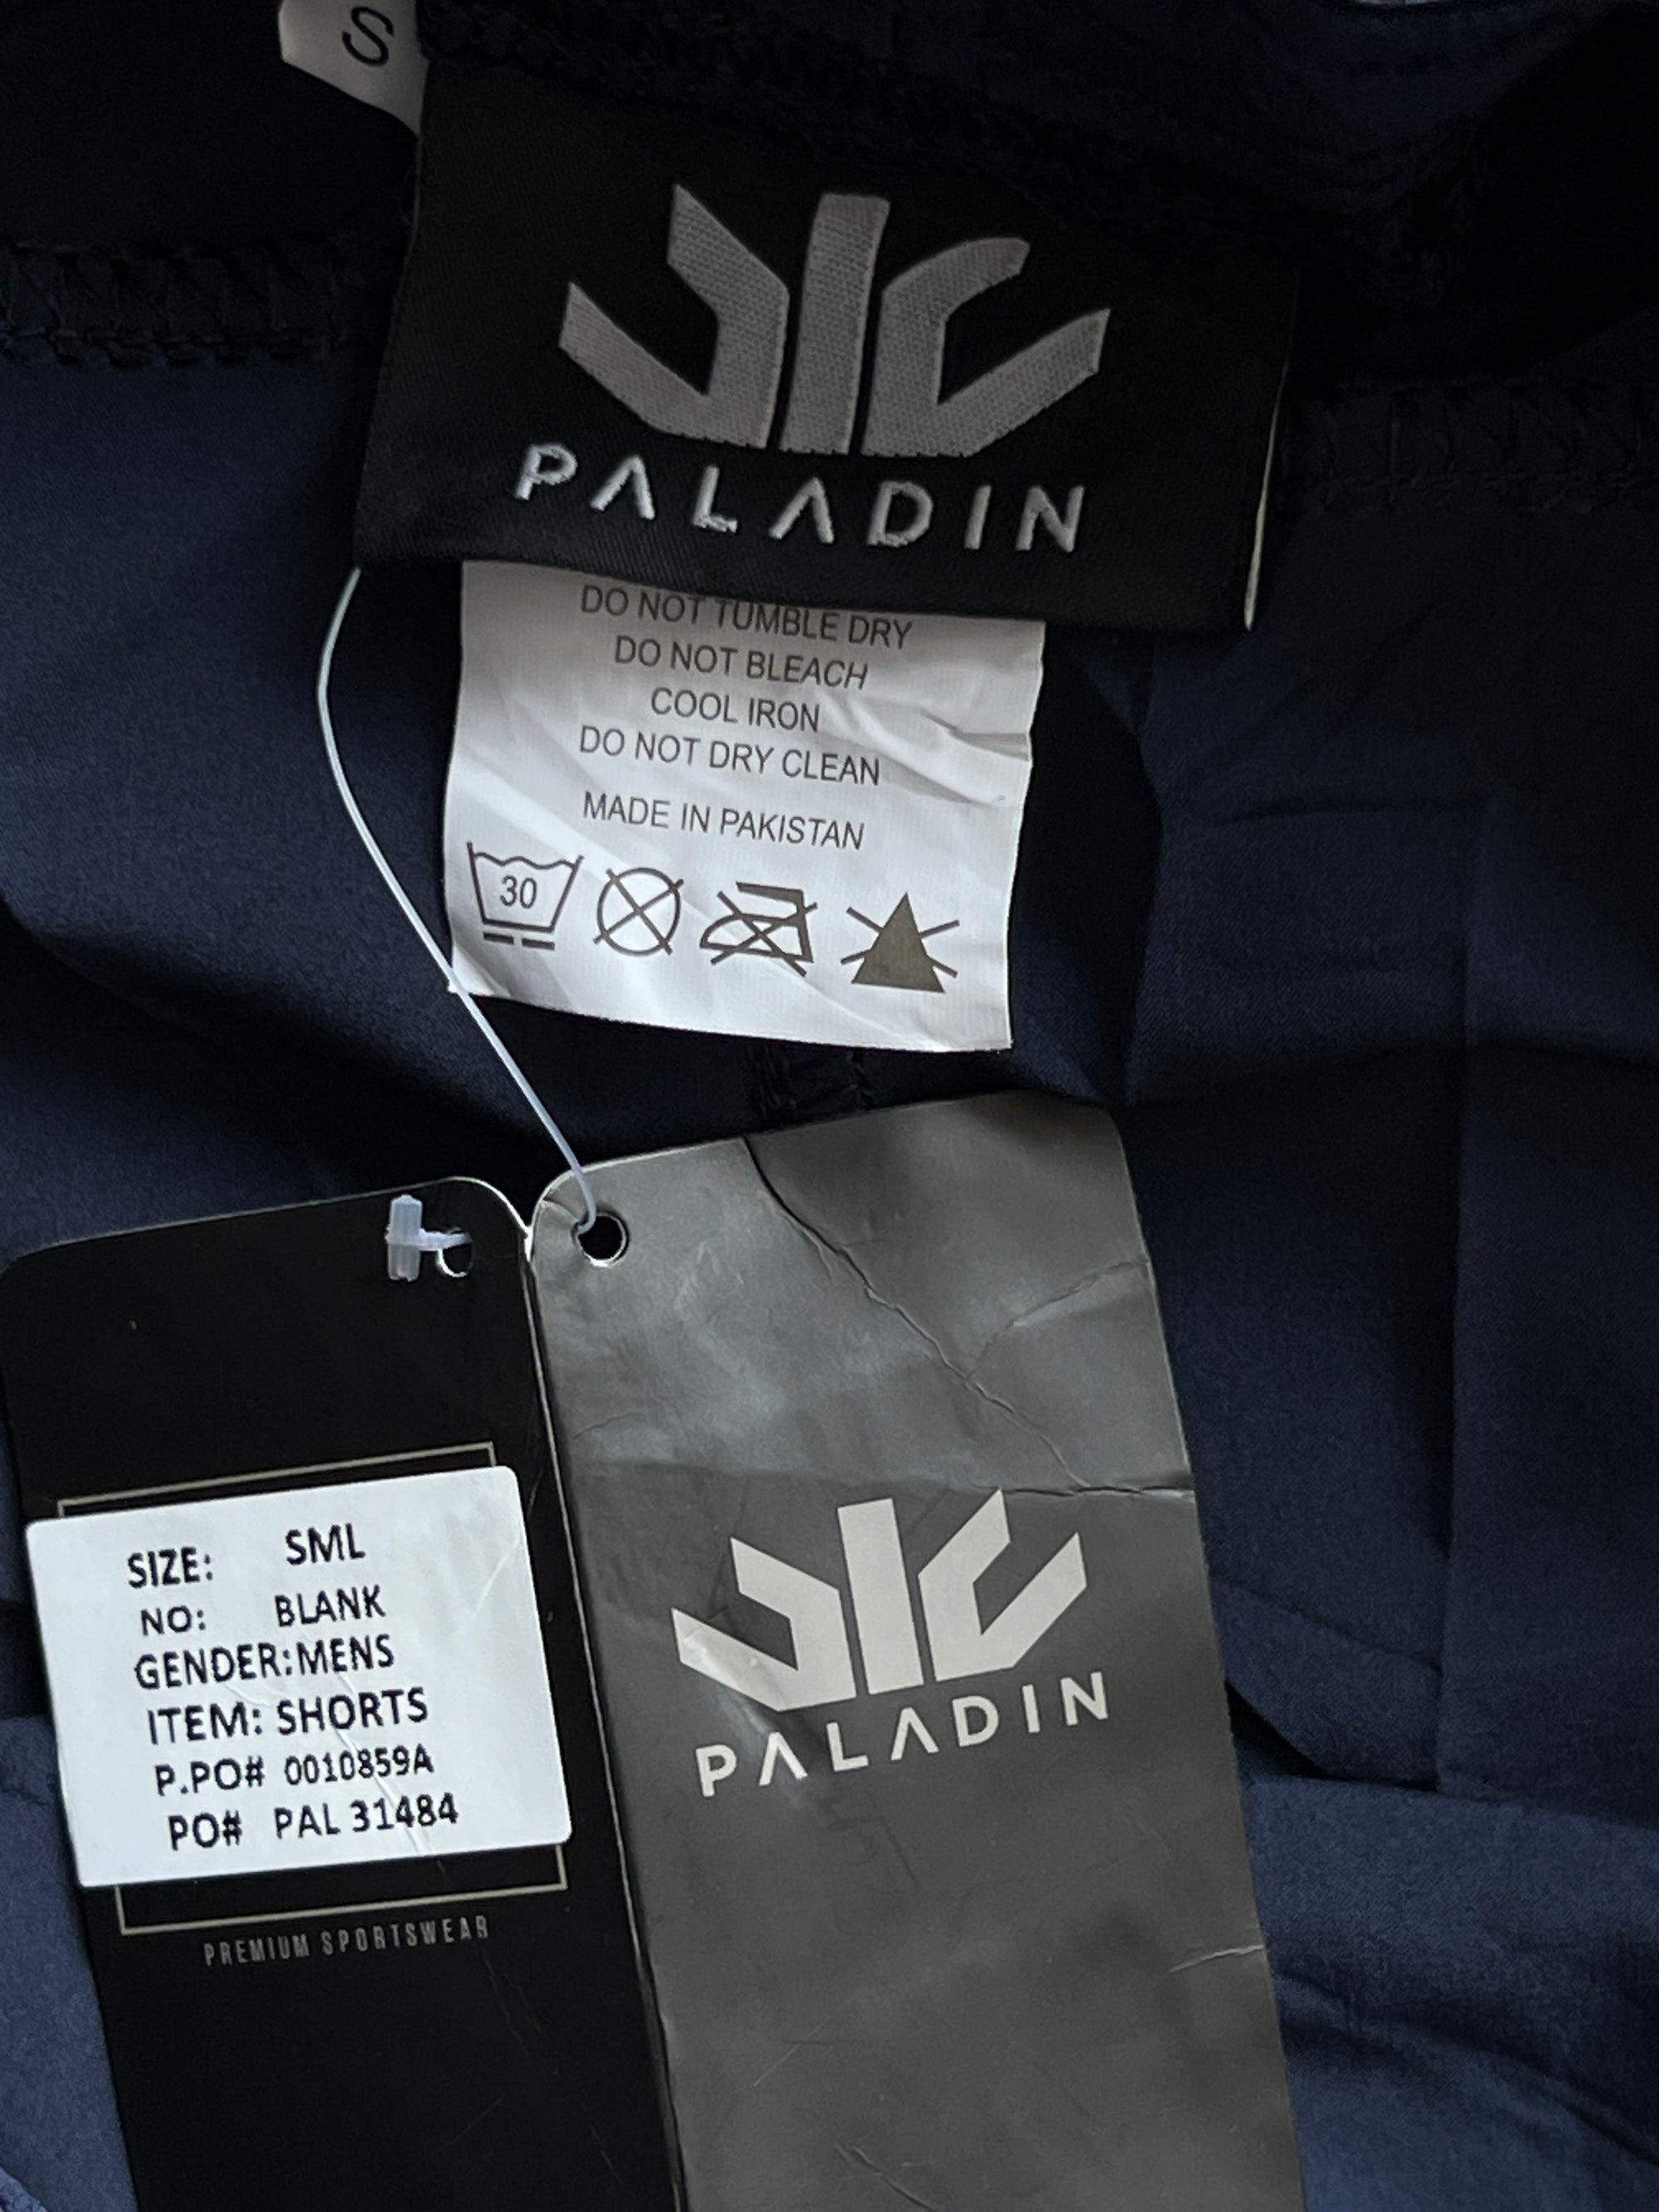 S
PALADIN
DO NOT TUMBLE DRY
DO NOT BLEACH
COOL IRON
DO NOT DRY CLEAN
MADE IN PAKISTAN
30
SIZE: SML
NO: BLANK
GENDER:MENS
ITEM: SHORTS
P.PO# 0010859A
PO# PAL 31484
PREMIUM SPORTSWEAR
PALADIN